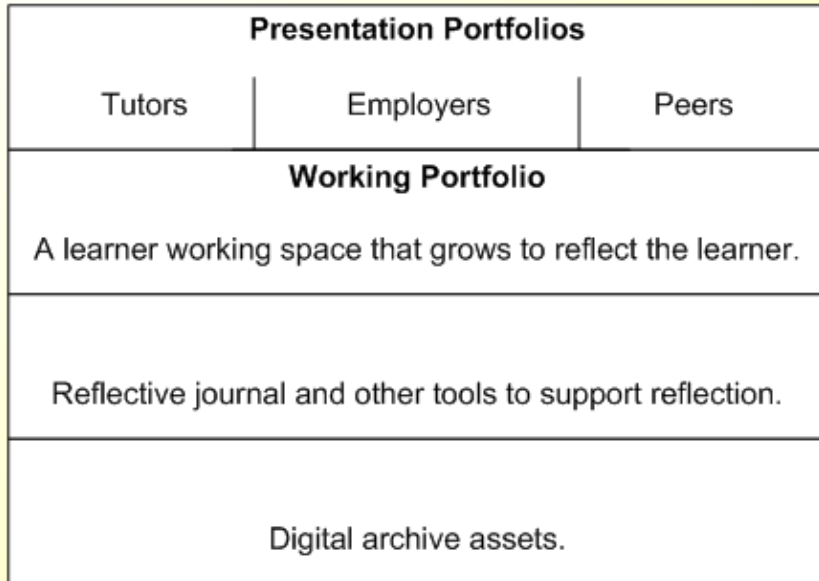 Presentation Portfolios
Tutors Employers Peers
Working Portfolio
A learner working space that grows to reflect the learner.
Reflective journal and other tools to support reflection.
Digital archive assets.